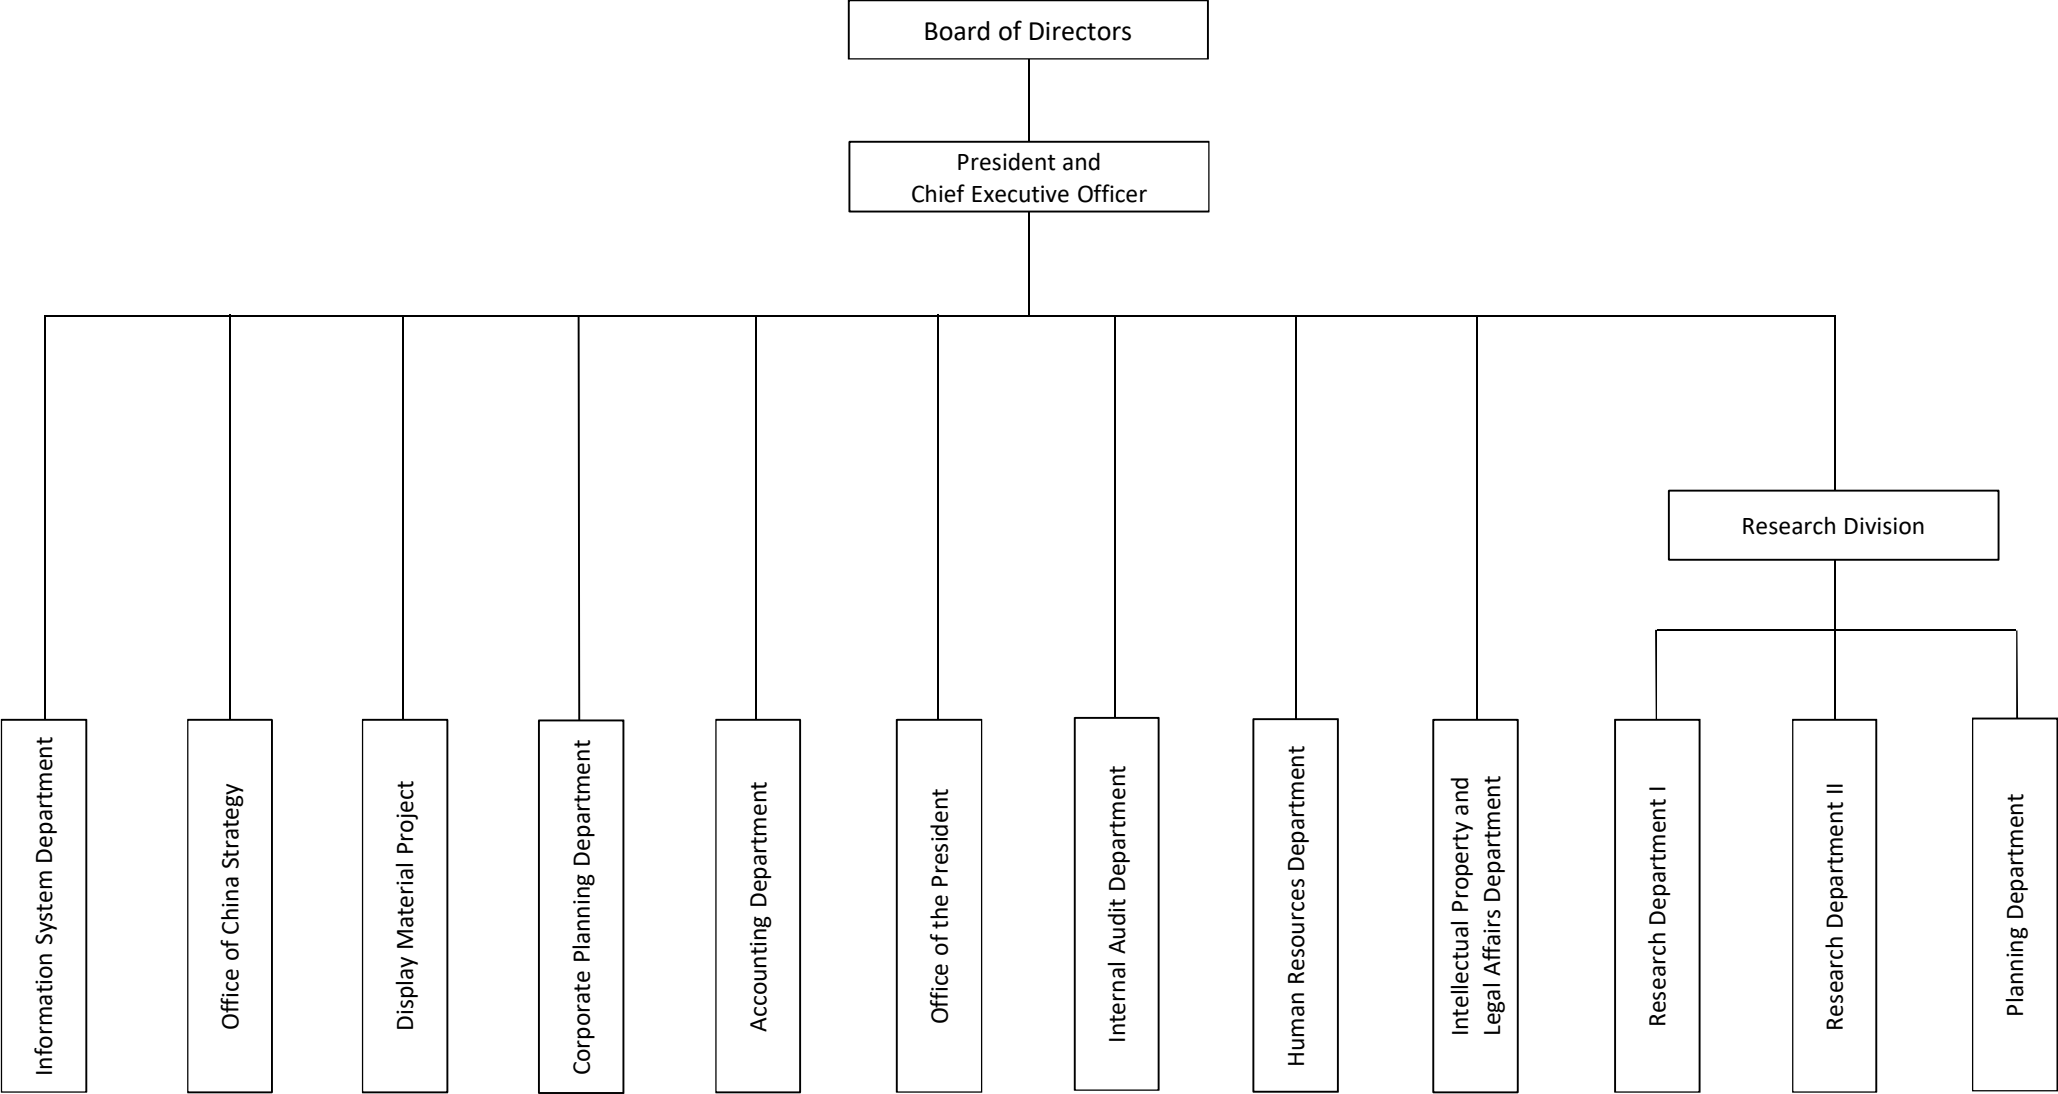 Board of Directors
President and
Chief Executive Officer
Research Division
Information System Department
Office of China Strategy
Display Material Project
Corporate Planning Department
Accounting Department
Office of the President
Internal Audit Department
Human Resources Department
Intellectual Property and
Legal Affairs Department
Research Department I
Research Department II
Planning Department